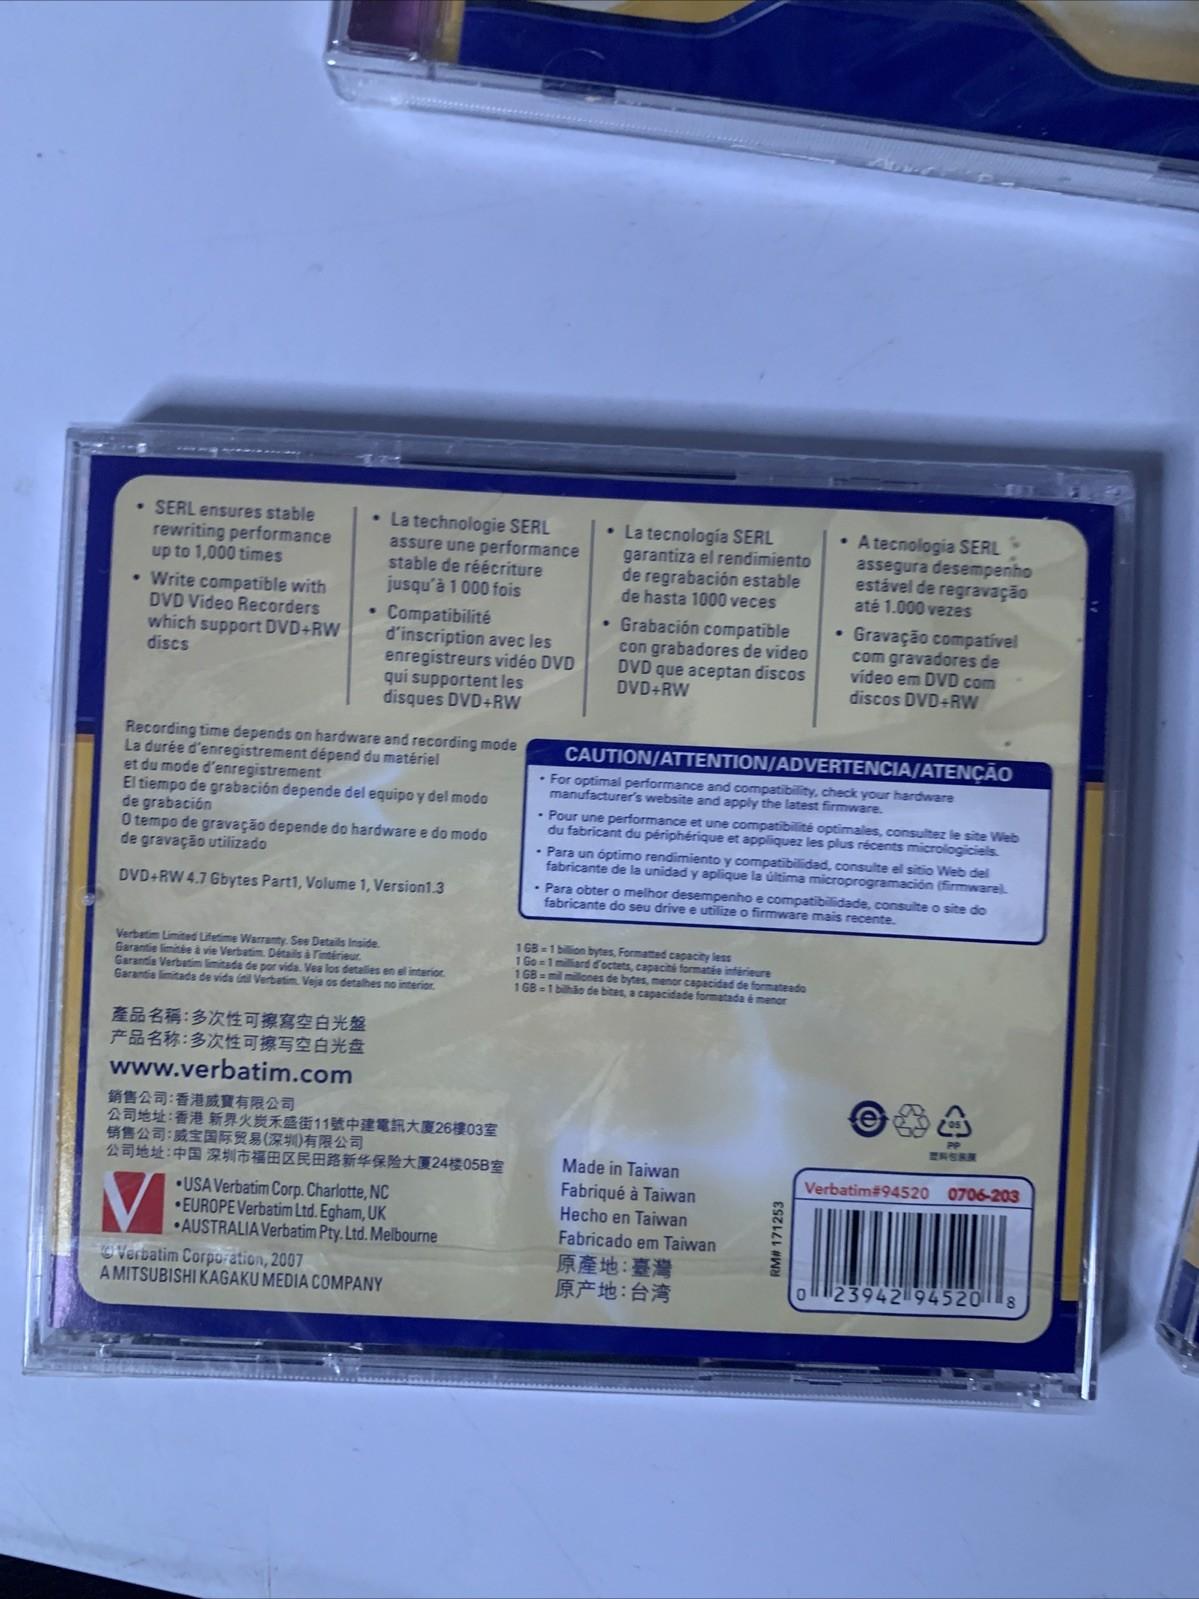 • SERL ensures stable
rewriting performance
up to 1,000 times
• Write compatible with
DVD Video Recorders
which support DVD+RW
discs
• La technologie SERL
assure une performance
stable de réécriture
jusqu'à 1 000 fois
• Compatibilité
d'inscription avec les
enregistreurs vidéo DVD
qui supportent les
disques DVD+RW
• La tecnología SERL
garantiza el rendimiento
de regrabación estable
de hasta 1000 veces
• Grabación compatible
con grabadores de video
DVD que aceptan discos
DVD+RW
• A tecnologia SERL
assegura desempenho
estável de regravação
até 1.000 vezes
• Gravação compatível
com gravadores de
vídeo em DVD com
discos DVD+RW
Recording time depends on hardware and recording mode
La durée d'enregistrement dépend du matériel
et du mode d'enregistrement
El tiempo de grabación depende del equipo y del modo
de grabación
O tempo de gravação depende do hardware e do modo
de gravação utilizado
DVD+RW 4.7 Gbytes Part1, Volume 1, Version1.3
CAUTION/ATTENTION/ADVERTENCIA/ATENÇÃO
• For optimal performance and compatibility, check your hardware
manufacturer's website and apply the latest firmware.
• Pour une performance et une compatibilité optimales, consultez le site Web
du fabricant du périphérique et appliquez les plus récents micrologiciels.
• Para un óptimo rendimiento y compatibilidad, consulte el sitio Web del
fabricante de la unidad y aplique la última microprogramación (firmware).
• Para obter o melhor desempenho e compatibilidade, consulte o site do
fabricante do seu drive e utilize o firmware mais recente.
Verbatim Limited Lifetime Warranty. See Details Inside.
Garantie limitée à vie Verbatim. Détails à l'intérieur.
Garantía Verbatim limitada de por vida. Vea los detalles en el interior.
Garantia limitada de vida útil Verbatim. Veja os detalhes no interior.
1 GB = 1 billion bytes, Formatted capacity less
1 Go = 1 milliard d'octets, capacité formatée inférieure
1 GB = mil millones de bytes, menor capacidad de formateado
1 GB = 1 bilhão de bites, a capacidade formatada é menor
產品名稱:多次性可擦寫空白光盤
产品名称:多次性可擦写空白光盘
www.verbatim.com
銷售公司:香港威寶有限公司
公司地址:香港 新界火炭禾盛街11號中建電訊大廈26樓03室
销售公司:威宝国际贸易(深圳)有限公司
公司地址:中国 深圳市福田区民田路新华保险大厦24楼05B室
• USA Verbatim Corp. Charlotte, NC
• EUROPE Verbatim Ltd. Egham, UK
• AUSTRALIA Verbatim Pty. Ltd. Melbourne
© Verbatim Corporation, 2007
A MITSUBISHI KAGAKU MEDIA COMPANY
Made in Taiwan
Fabriqué à Taiwan
Hecho en Taiwan
Fabricado em Taiwan
原產地:臺灣
原产地:台湾
e
05
PP
塑料包装膜
RM# 171253
Verbatim#94520 0706-203
0 23942 94520 8